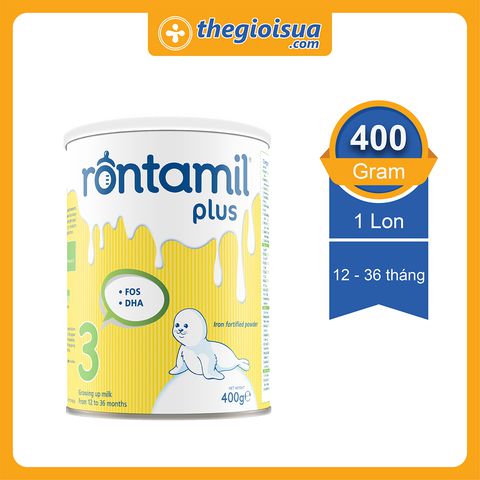 thegioisua
.com
rontamil
plus
• FOS
• DHA
Iron fortified powder
3
Growing up milk
From 12 to 36 months
NET WEIGHT
400g℮
400
Gram
1 Lon
12 - 36 tháng